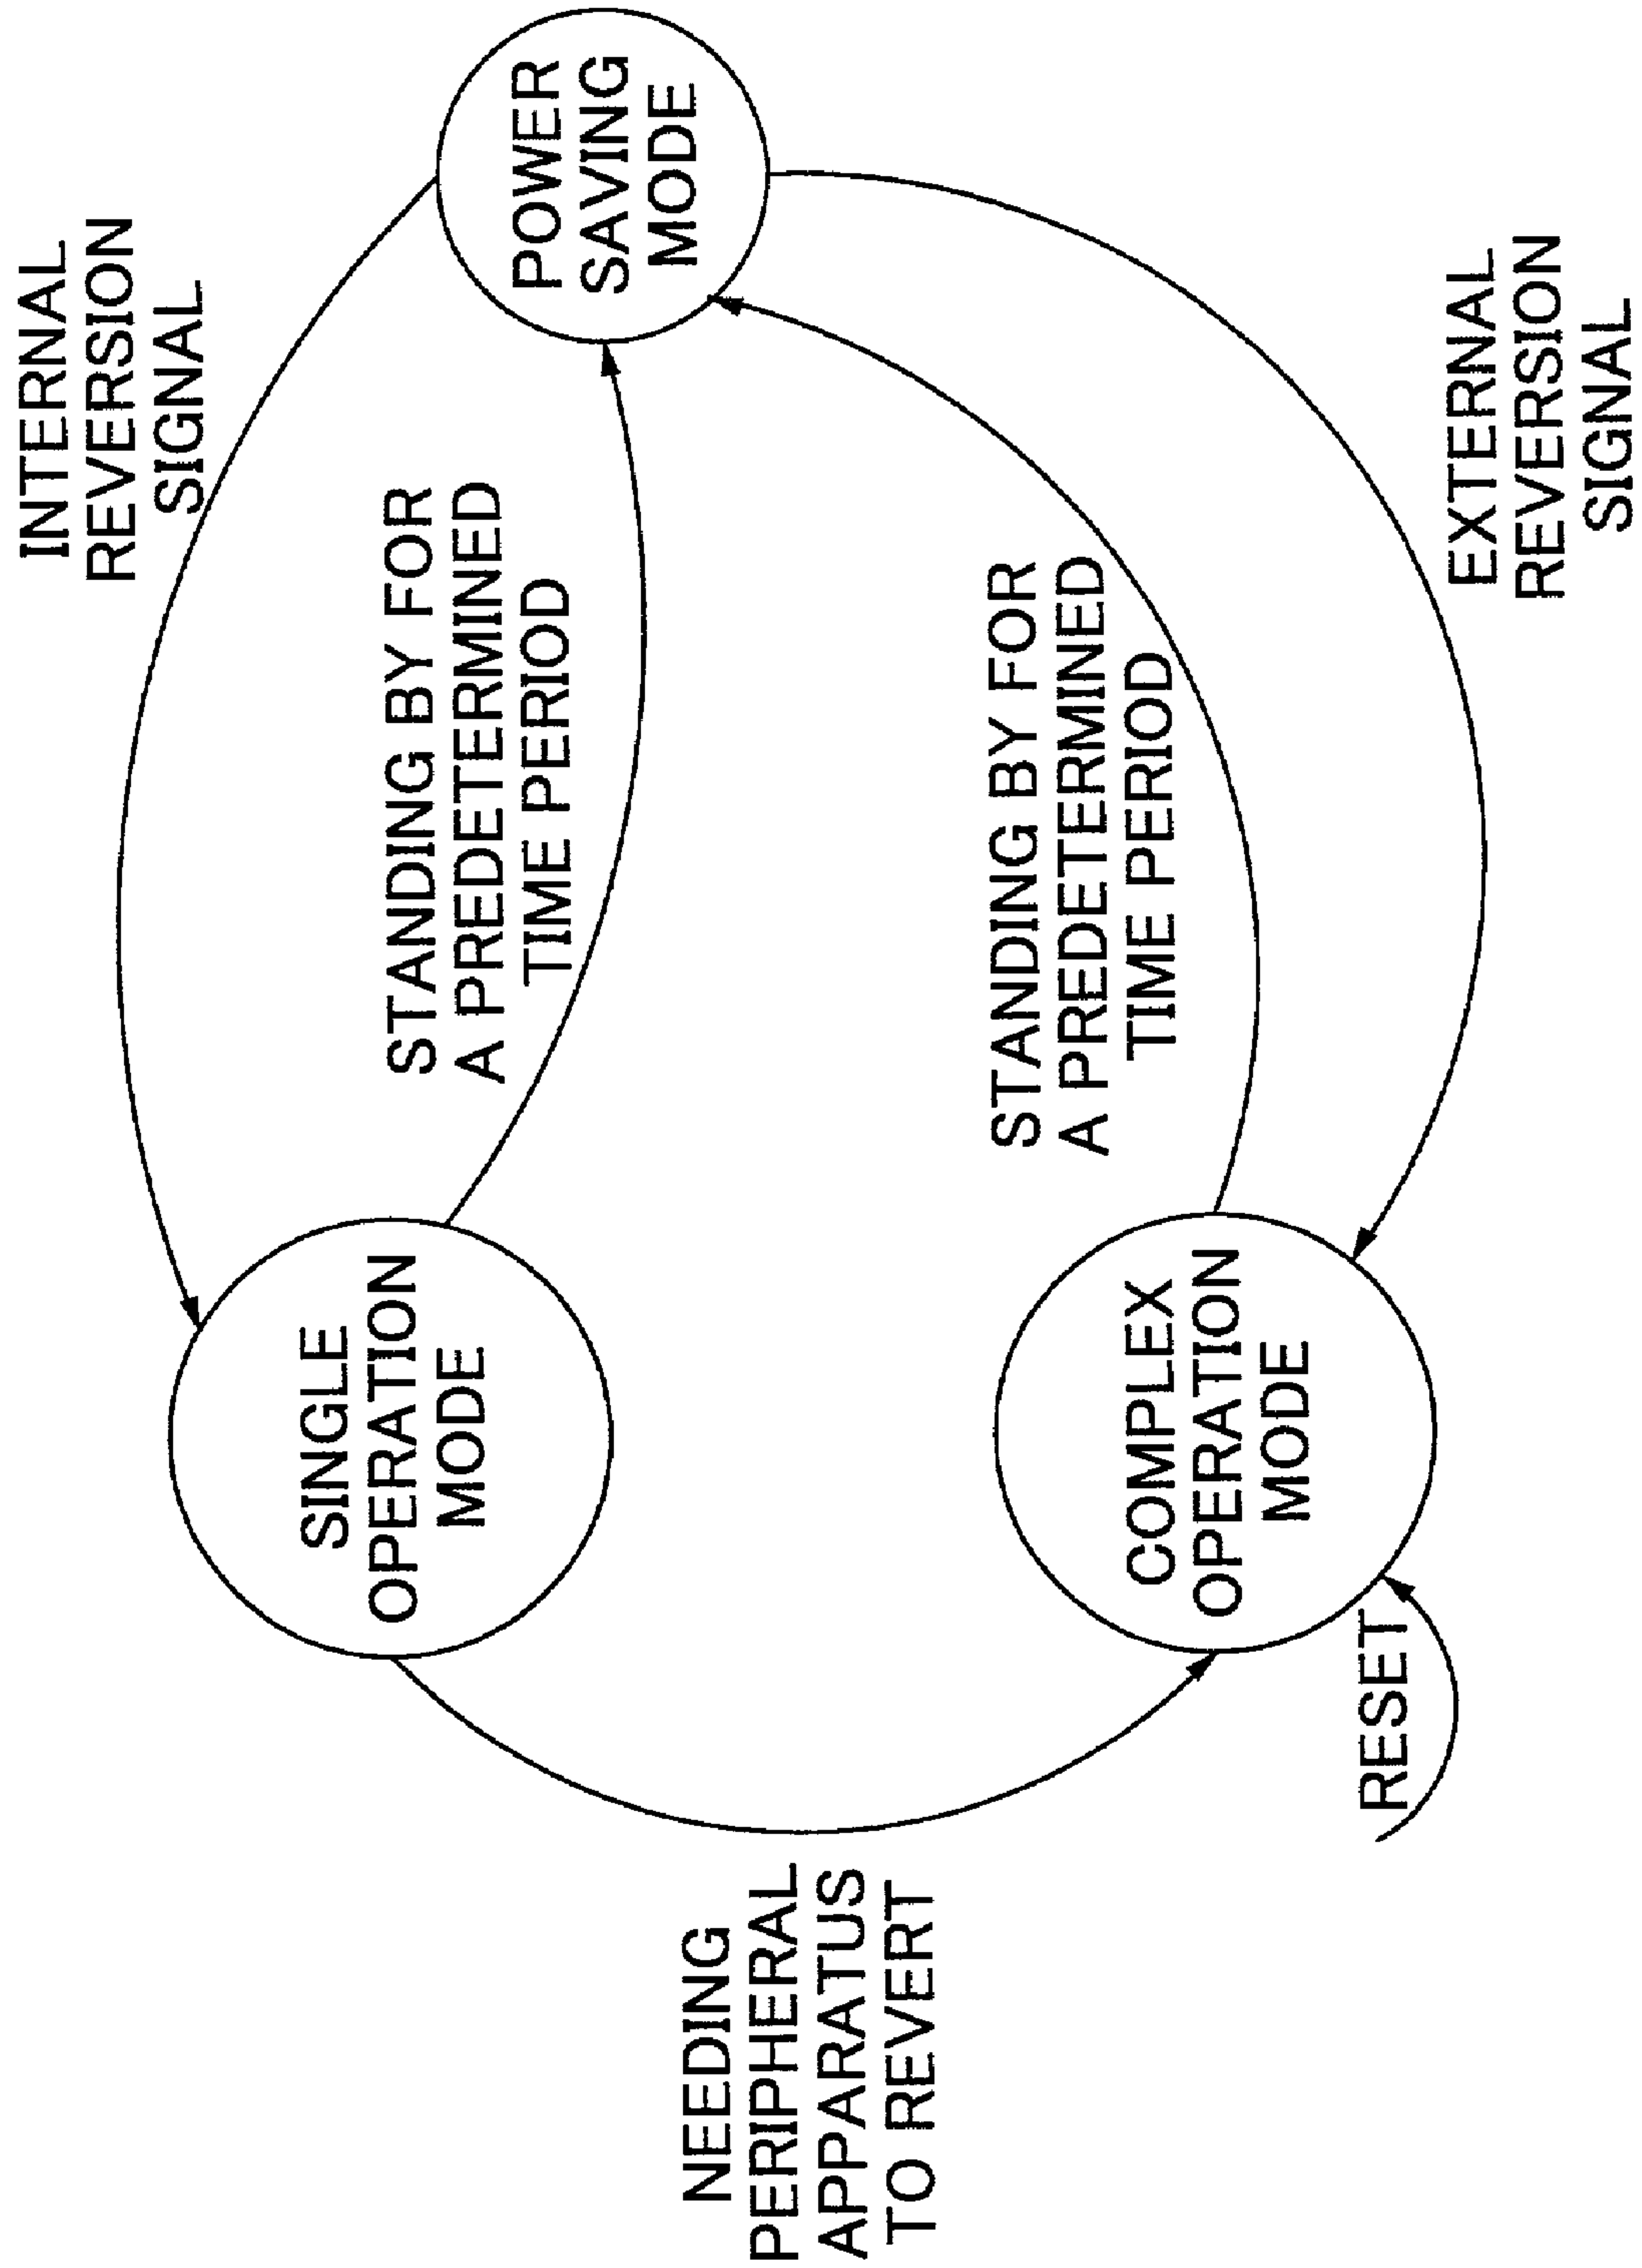 INTERNAL
REVERSION
SIGNAL
SINGLE
OPERATION
MODE
STANDING BY FOR
A PREDETERMINED
TIME PERIOD
POWER
SAVING
MODE
NEEDING
PERIPHERAL
APPARATUS
TO REVERT
STANDING BY FOR
A PREDETERMINED
TIME PERIOD
COMPLEX
OPERATION
MODE
RESET
EXTERNAL
REVERSION
SIGNAL